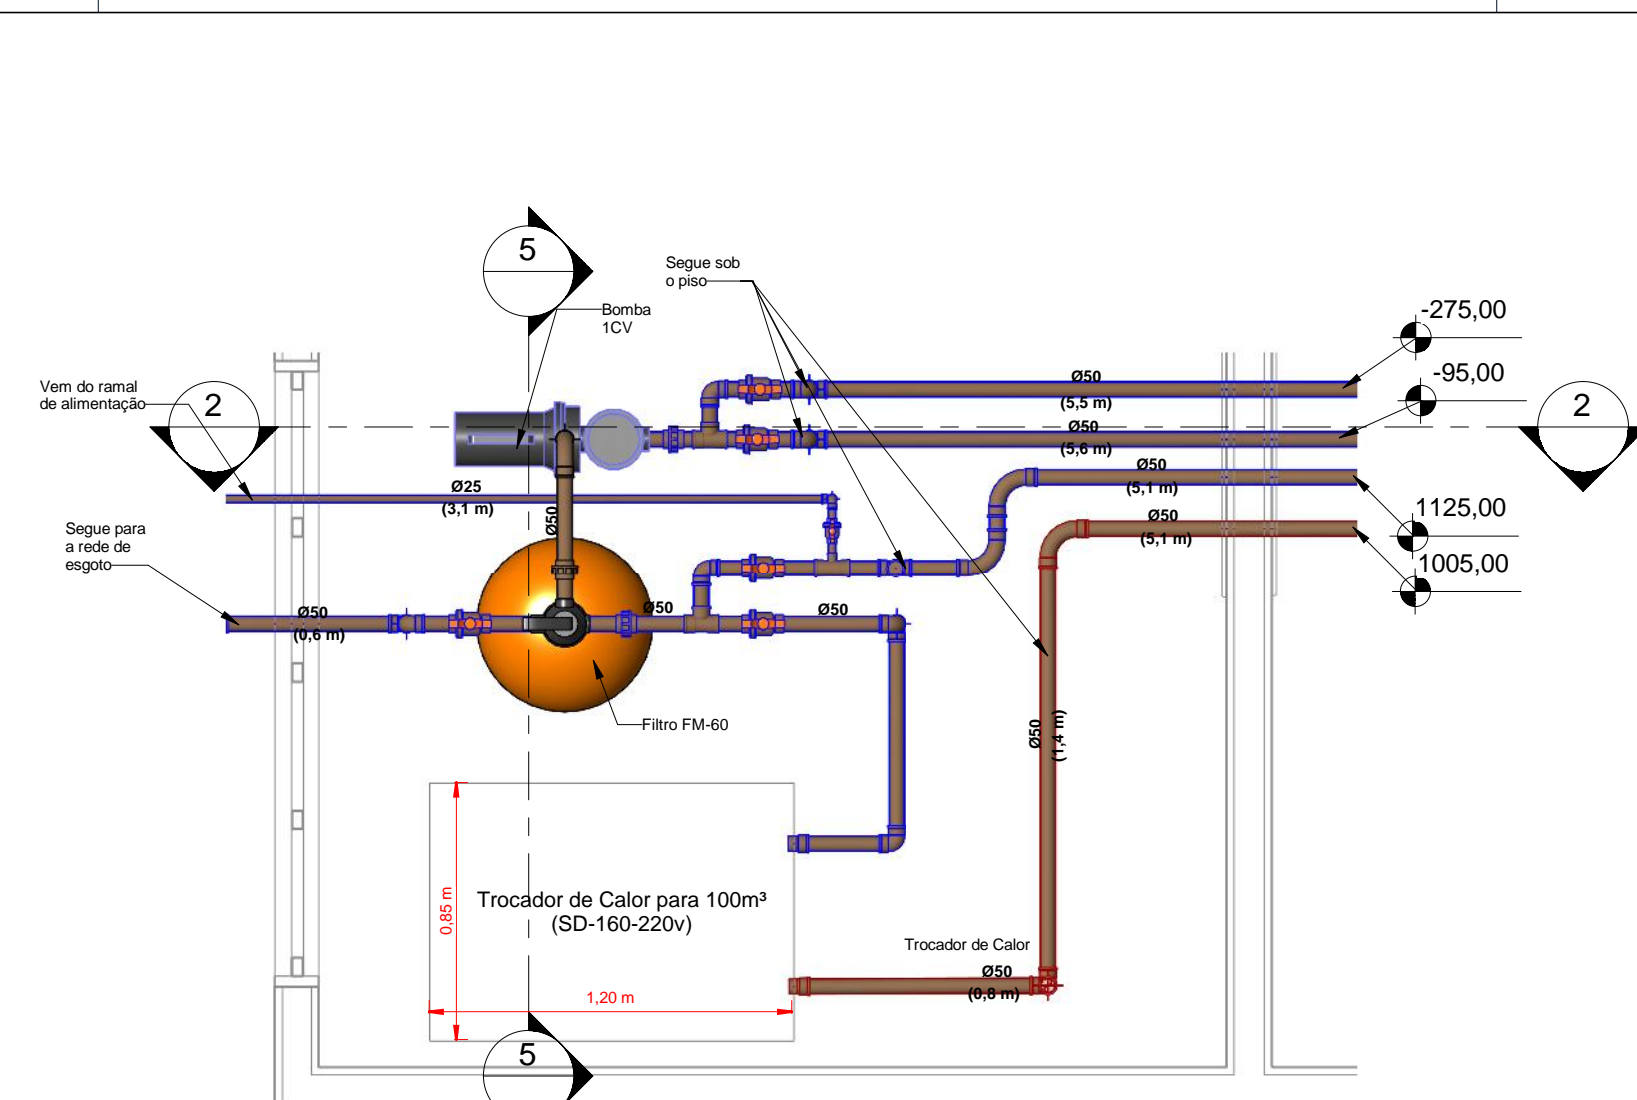 5
Segue sob
o piso
Bomba
1CV
-275,00
-95,00
Vem do ramal
de alimentação
2
2
Ø50
(5,5 m)
Ø50
(5,6 m)
Ø50
(5,1 m)
Ø25
(3,1 m)
Ø50
1125,00
Ø50
(5,1 m)
1005,00
Segue para
a rede de
esgoto
Ø50
(0,6 m)
Ø50
Ø50
Filtro FM-60
Ø50
(1,4 m)
0,85 m
Trocador de Calor para 100m³
(SD-160-220v)
Trocador de Calor
Ø50
(0,8 m)
1,20 m
5